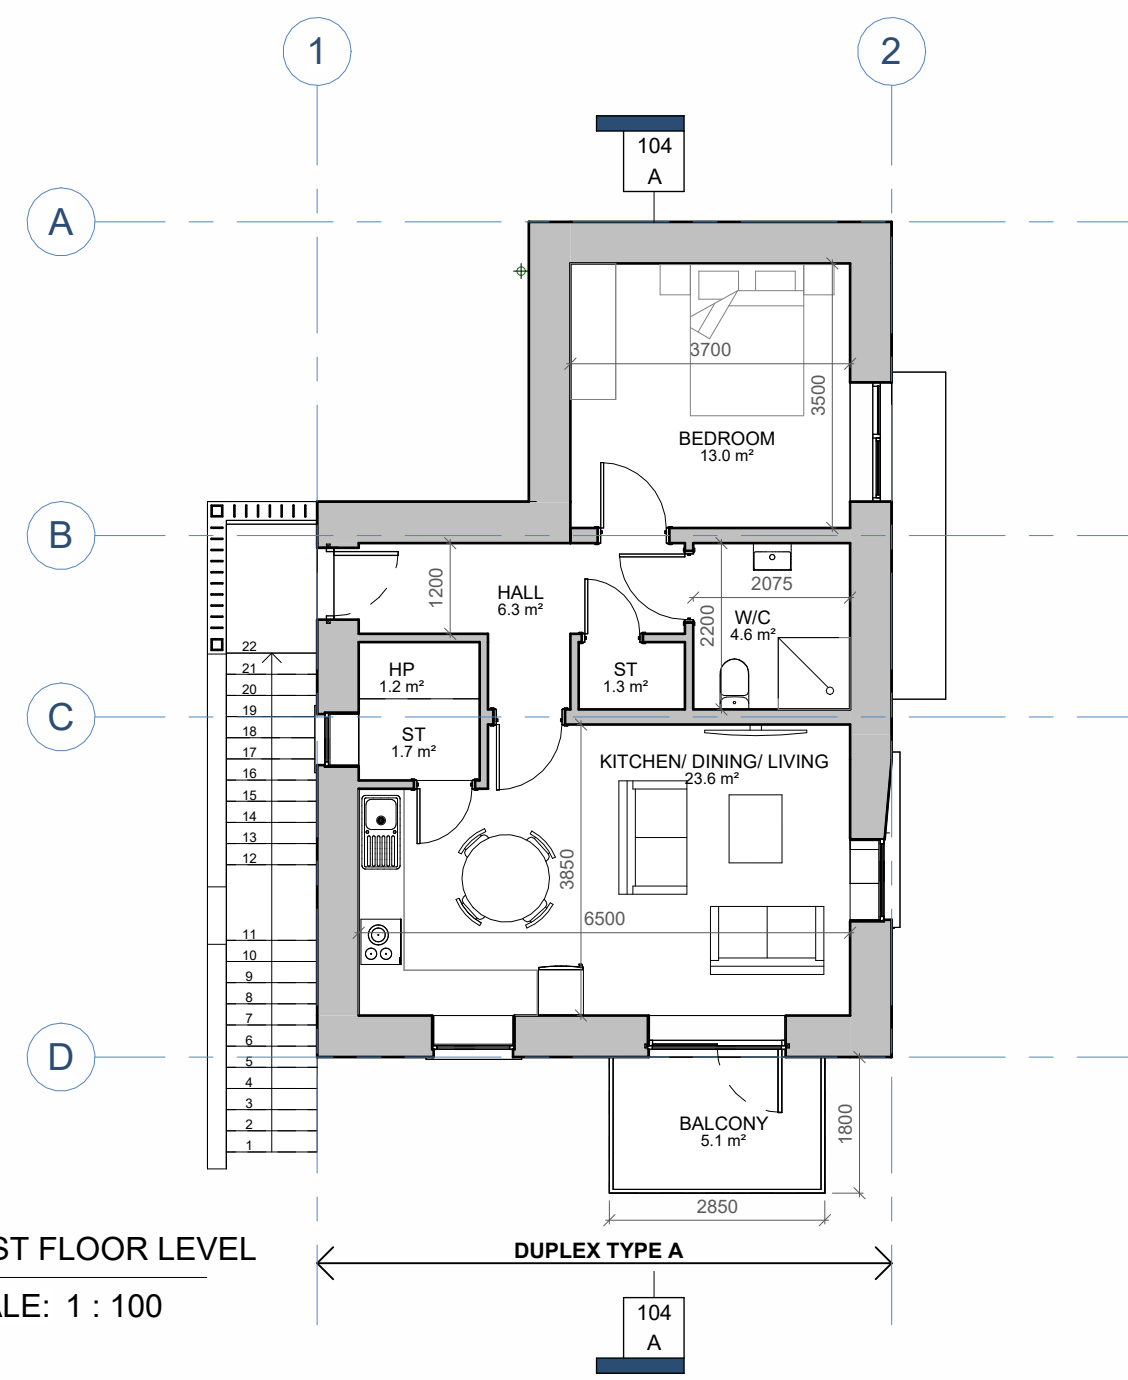 1
2
104
A
A
3700
3500
BEDROOM
13.0 m²
B
1200
HALL
6.3 m²
2075
2200
W/C
4.6 m²
HP
1.2 m²
ST
1.3 m²
C
ST
1.7 m²
KITCHEN/ DINING/ LIVING
23.6 m²
3850
6500
22
21
20
19
18
17
16
15
14
13
12
11
10
9
8
7
6
5
4
3
2
1
D
BALCONY
5.1 m²
1800
2850
ST FLOOR LEVEL
DUPLEX TYPE A
ALE: 1 : 100
104
A